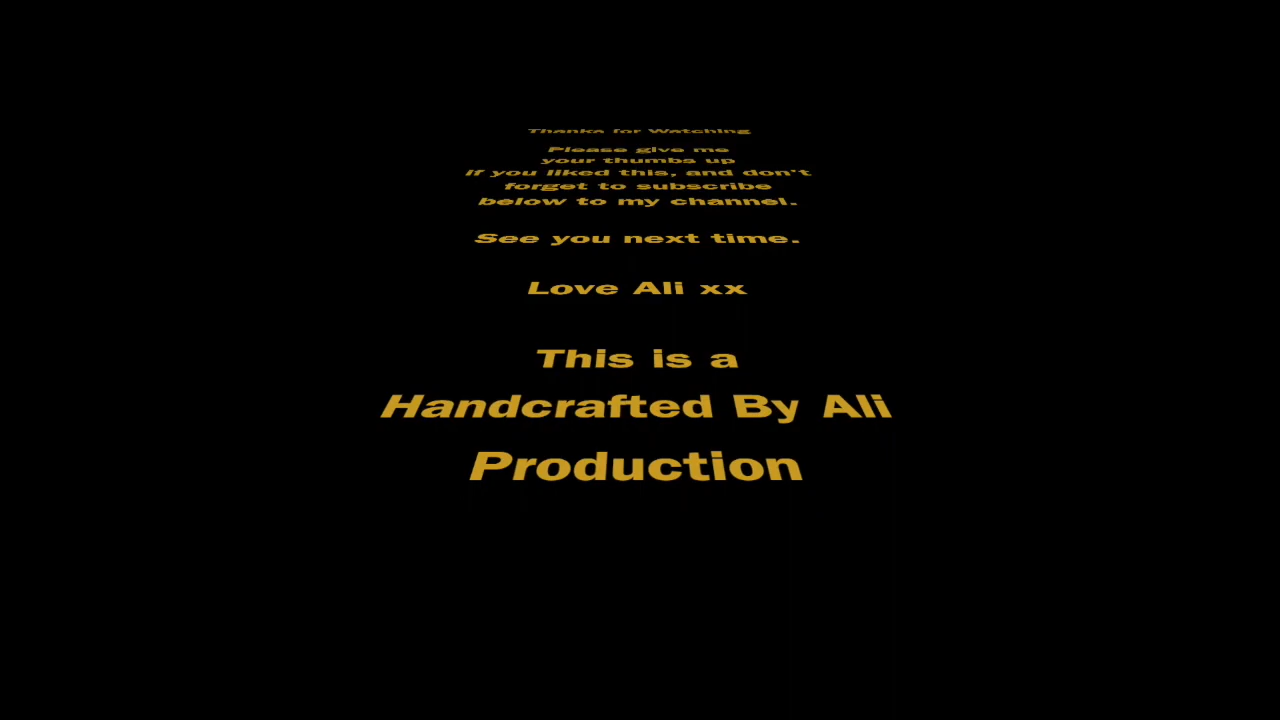 Thanks for Watching
Please give me
your thumbs up
if you liked this, and don't
forget to subscribe
below to my channel.
See you next time.
Love Ali xx
This is a
Handcrafted By Ali
Production